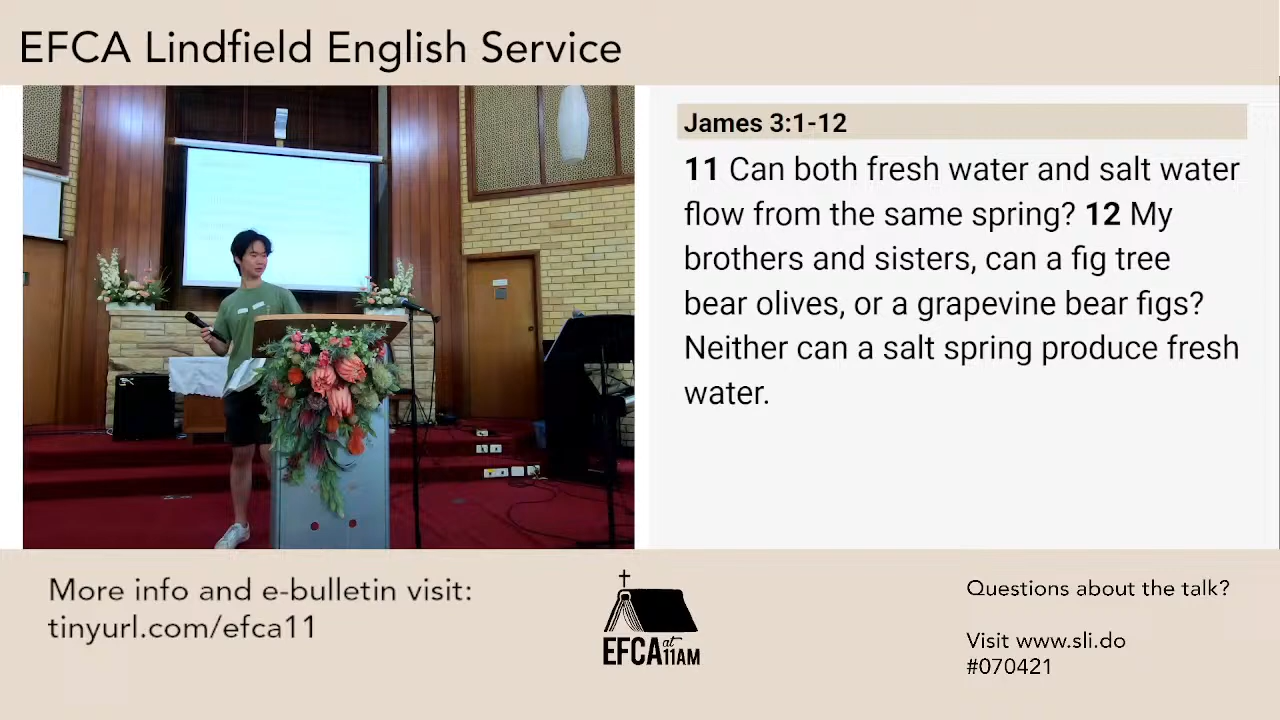 EFCA Lindfield English Service
James 3:1-12
11 Can both fresh water and salt water
flow from the same spring? 12 My
brothers and sisters, can a fig tree
bear olives, or a grapevine bear figs?
Neither can a salt spring produce fresh
water.
More info and e-bulletin visit:
tinyurl.com/efca11
EFCA at 11AM
Questions about the talk?
Visit www.sli.do
#070421